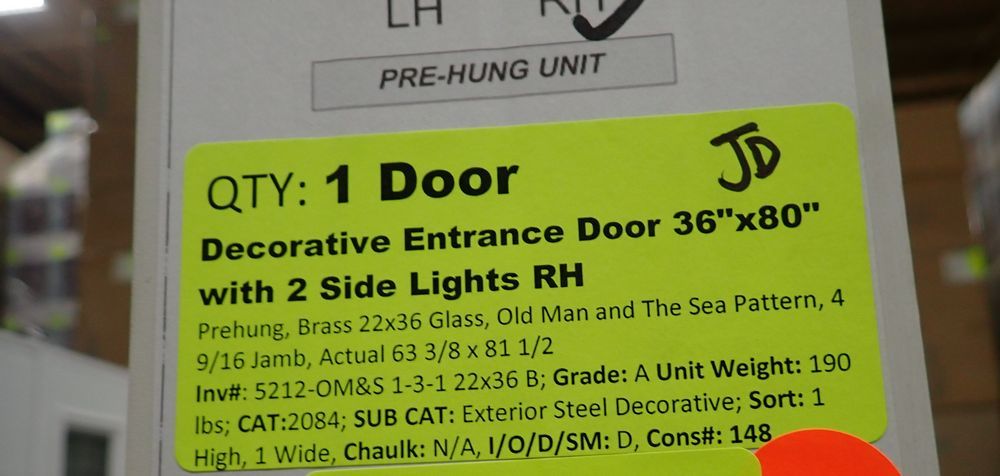 LH RH
PRE-HUNG UNIT
JD
QTY: 1 Door
Decorative Entrance Door 36"x80"
with 2 Side Lights RH
Prehung, Brass 22x36 Glass, Old Man and The Sea Pattern, 4
9/16 Jamb, Actual 63 3/8 x 81 1/2
Inv#: 5212-OM&S 1-3-1 22x36 B; Grade: A Unit Weight: 190
lbs; CAT:2084; SUB CAT: Exterior Steel Decorative; Sort: 1
High, 1 Wide, Chaulk: N/A, I/O/D/SM: D, Cons#: 148